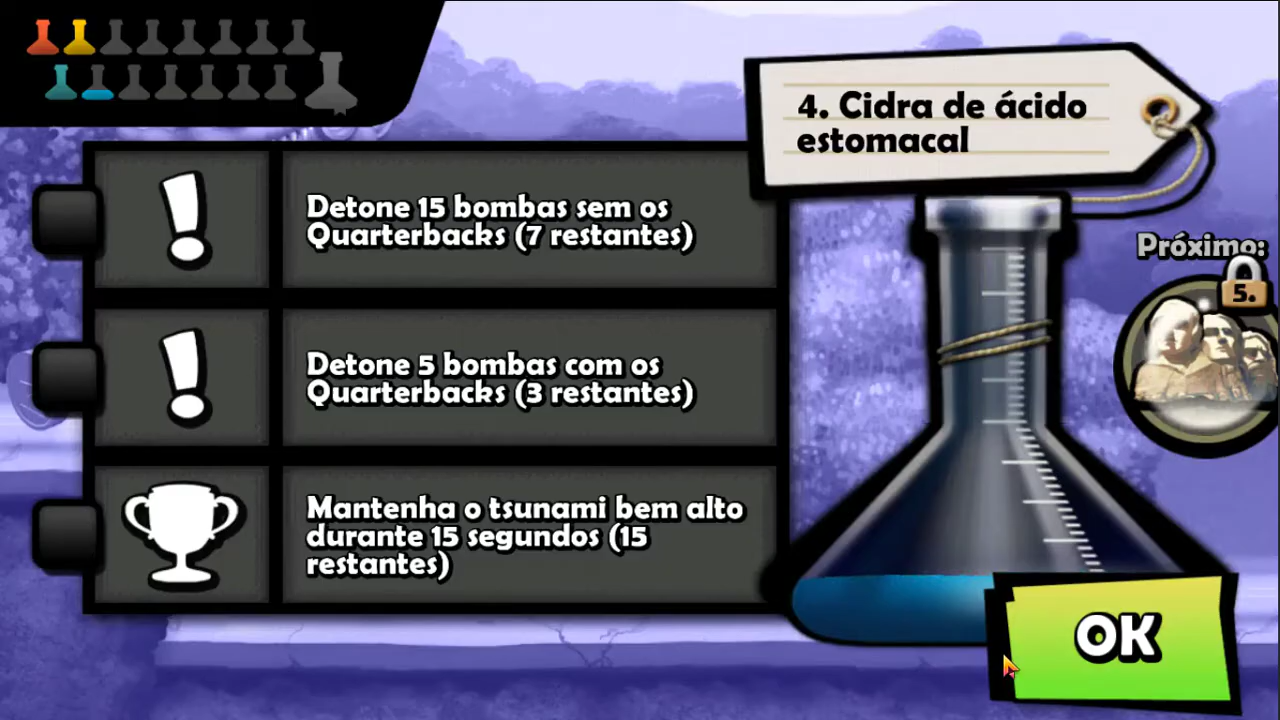 4. Cidra de ácido
estomacal
Detone 15 bombas sem os
Quarterbacks (7 restantes)
Próximo:
5.
Detone 5 bombas com os
Quarterbacks (3 restantes)
Mantenha o tsunami bem alto
durante 15 segundos (15
restantes)
OK